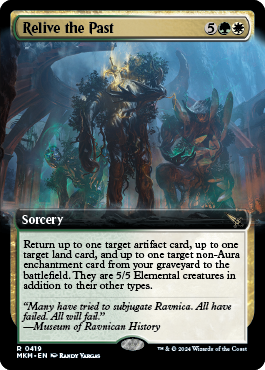 Relive the Past 5
Sorcery
Return up to one target artifact card, up to one
target land card, and up to one target non-Aura
enchantment card from your graveyard to the
battlefield. They are 5/5 Elemental creatures in
addition to their other types.
“Many have tried to subjugate Ravnica. All have
failed. All will fail.”
—Museum of Ravnican History
R 0419
MKM • EN RANDY VARGAS
™ & © 2024 Wizards of the Coast